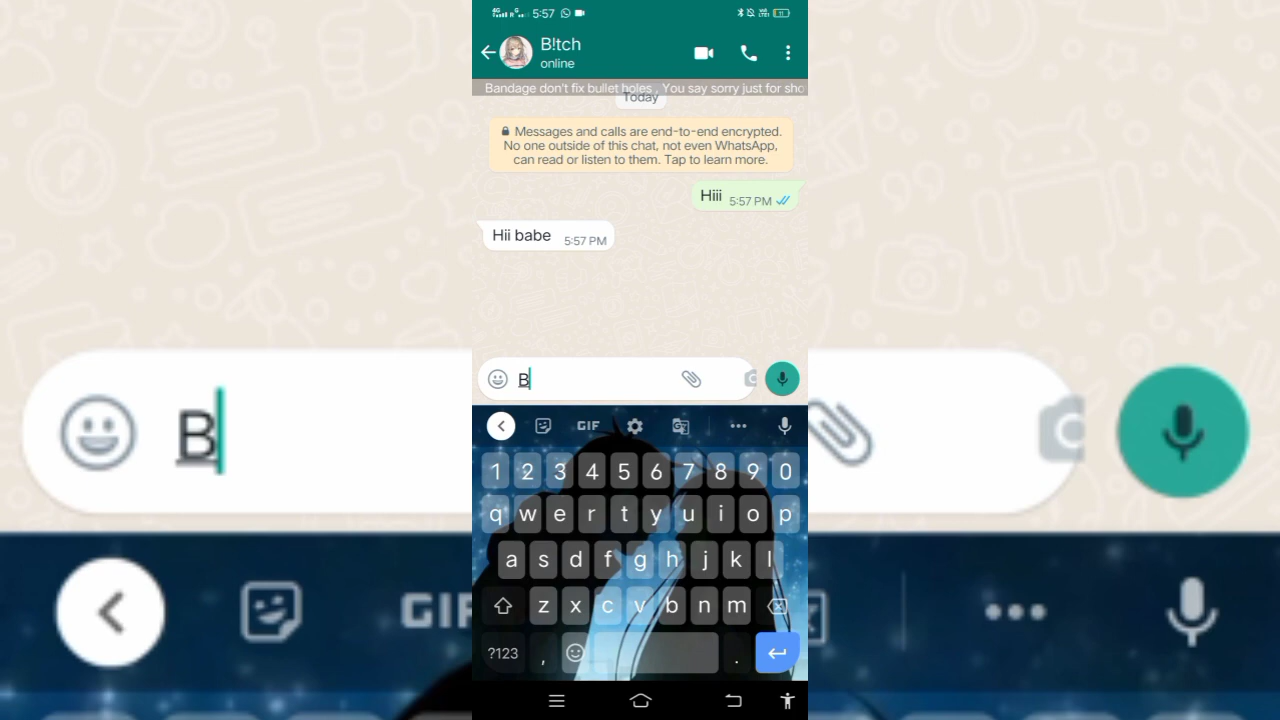 5:57
B!tch
online
Bandage don't fix bullet holes , You say sorry just for sho
Today
Messages and calls are end-to-end encrypted.
No one outside of this chat, not even WhatsApp,
can read or listen to them. Tap to learn more.
Hiii 5:57 PM
Hii babe 5:57 PM
B
B
GIF
GIF
1 2 3 4 5 6 7 8 9 0
q w e r t y u i o p
a s d f g h j k l
z x c v b n m
?123 , .